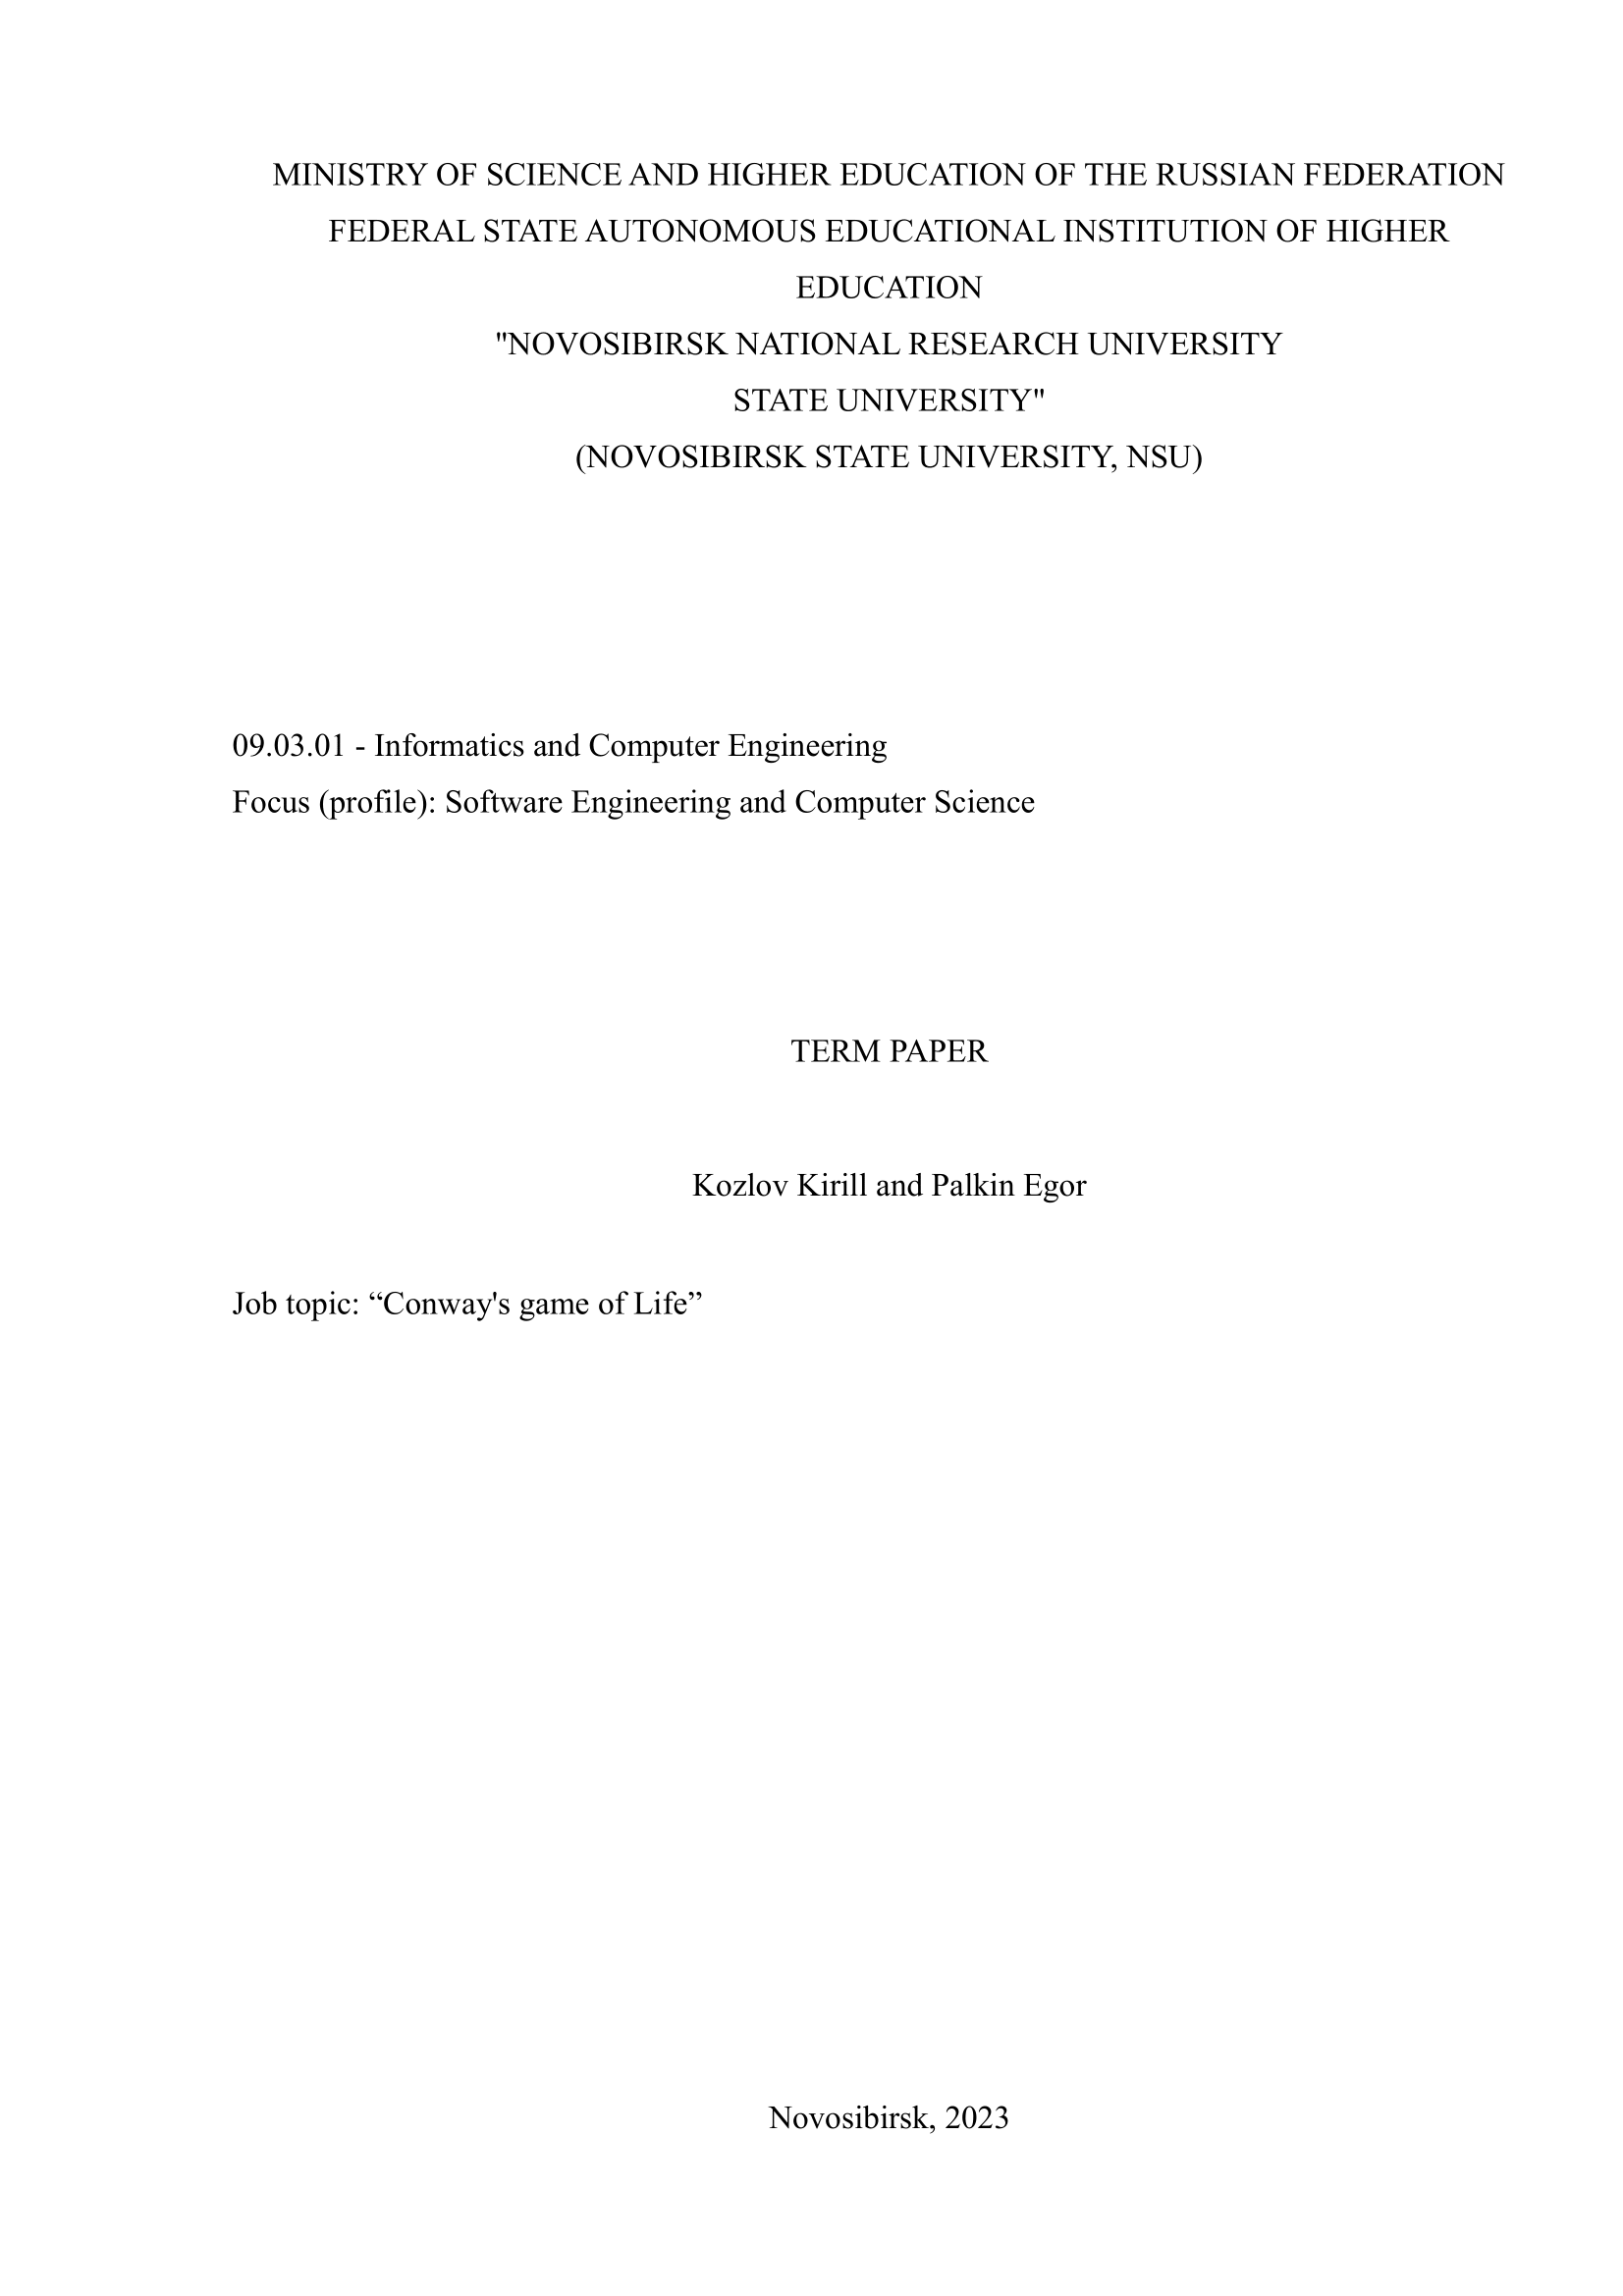 MINISTRY OF SCIENCE AND HIGHER EDUCATION OF THE RUSSIAN FEDERATION
FEDERAL STATE AUTONOMOUS EDUCATIONAL INSTITUTION OF HIGHER
EDUCATION
"NOVOSIBIRSK NATIONAL RESEARCH UNIVERSITY
STATE UNIVERSITY"
(NOVOSIBIRSK STATE UNIVERSITY, NSU)
09.03.01 - Informatics and Computer Engineering
Focus (profile): Software Engineering and Computer Science
TERM PAPER
Kozlov Kirill and Palkin Egor
Job topic: “Conway's game of Life”
Novosibirsk, 2023